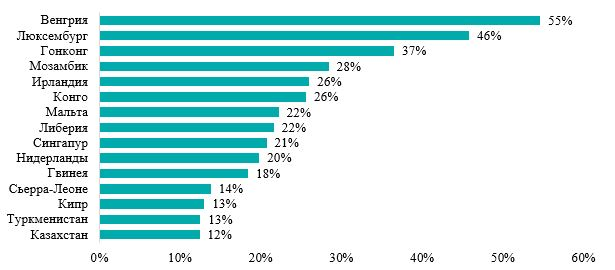 Венгрия 55%
Люксембург 46%
Гонконг 37%
Мозамбик 28%
Ирландия 26%
Конго 26%
Мальта 22%
Либерия 22%
Сингапур 21%
Нидерланды 20%
Гвинея 18%
Сьерра-Леоне 14%
Кипр 13%
Туркменистан 13%
Казахстан 12%
0% 10% 20% 30% 40% 50% 60%